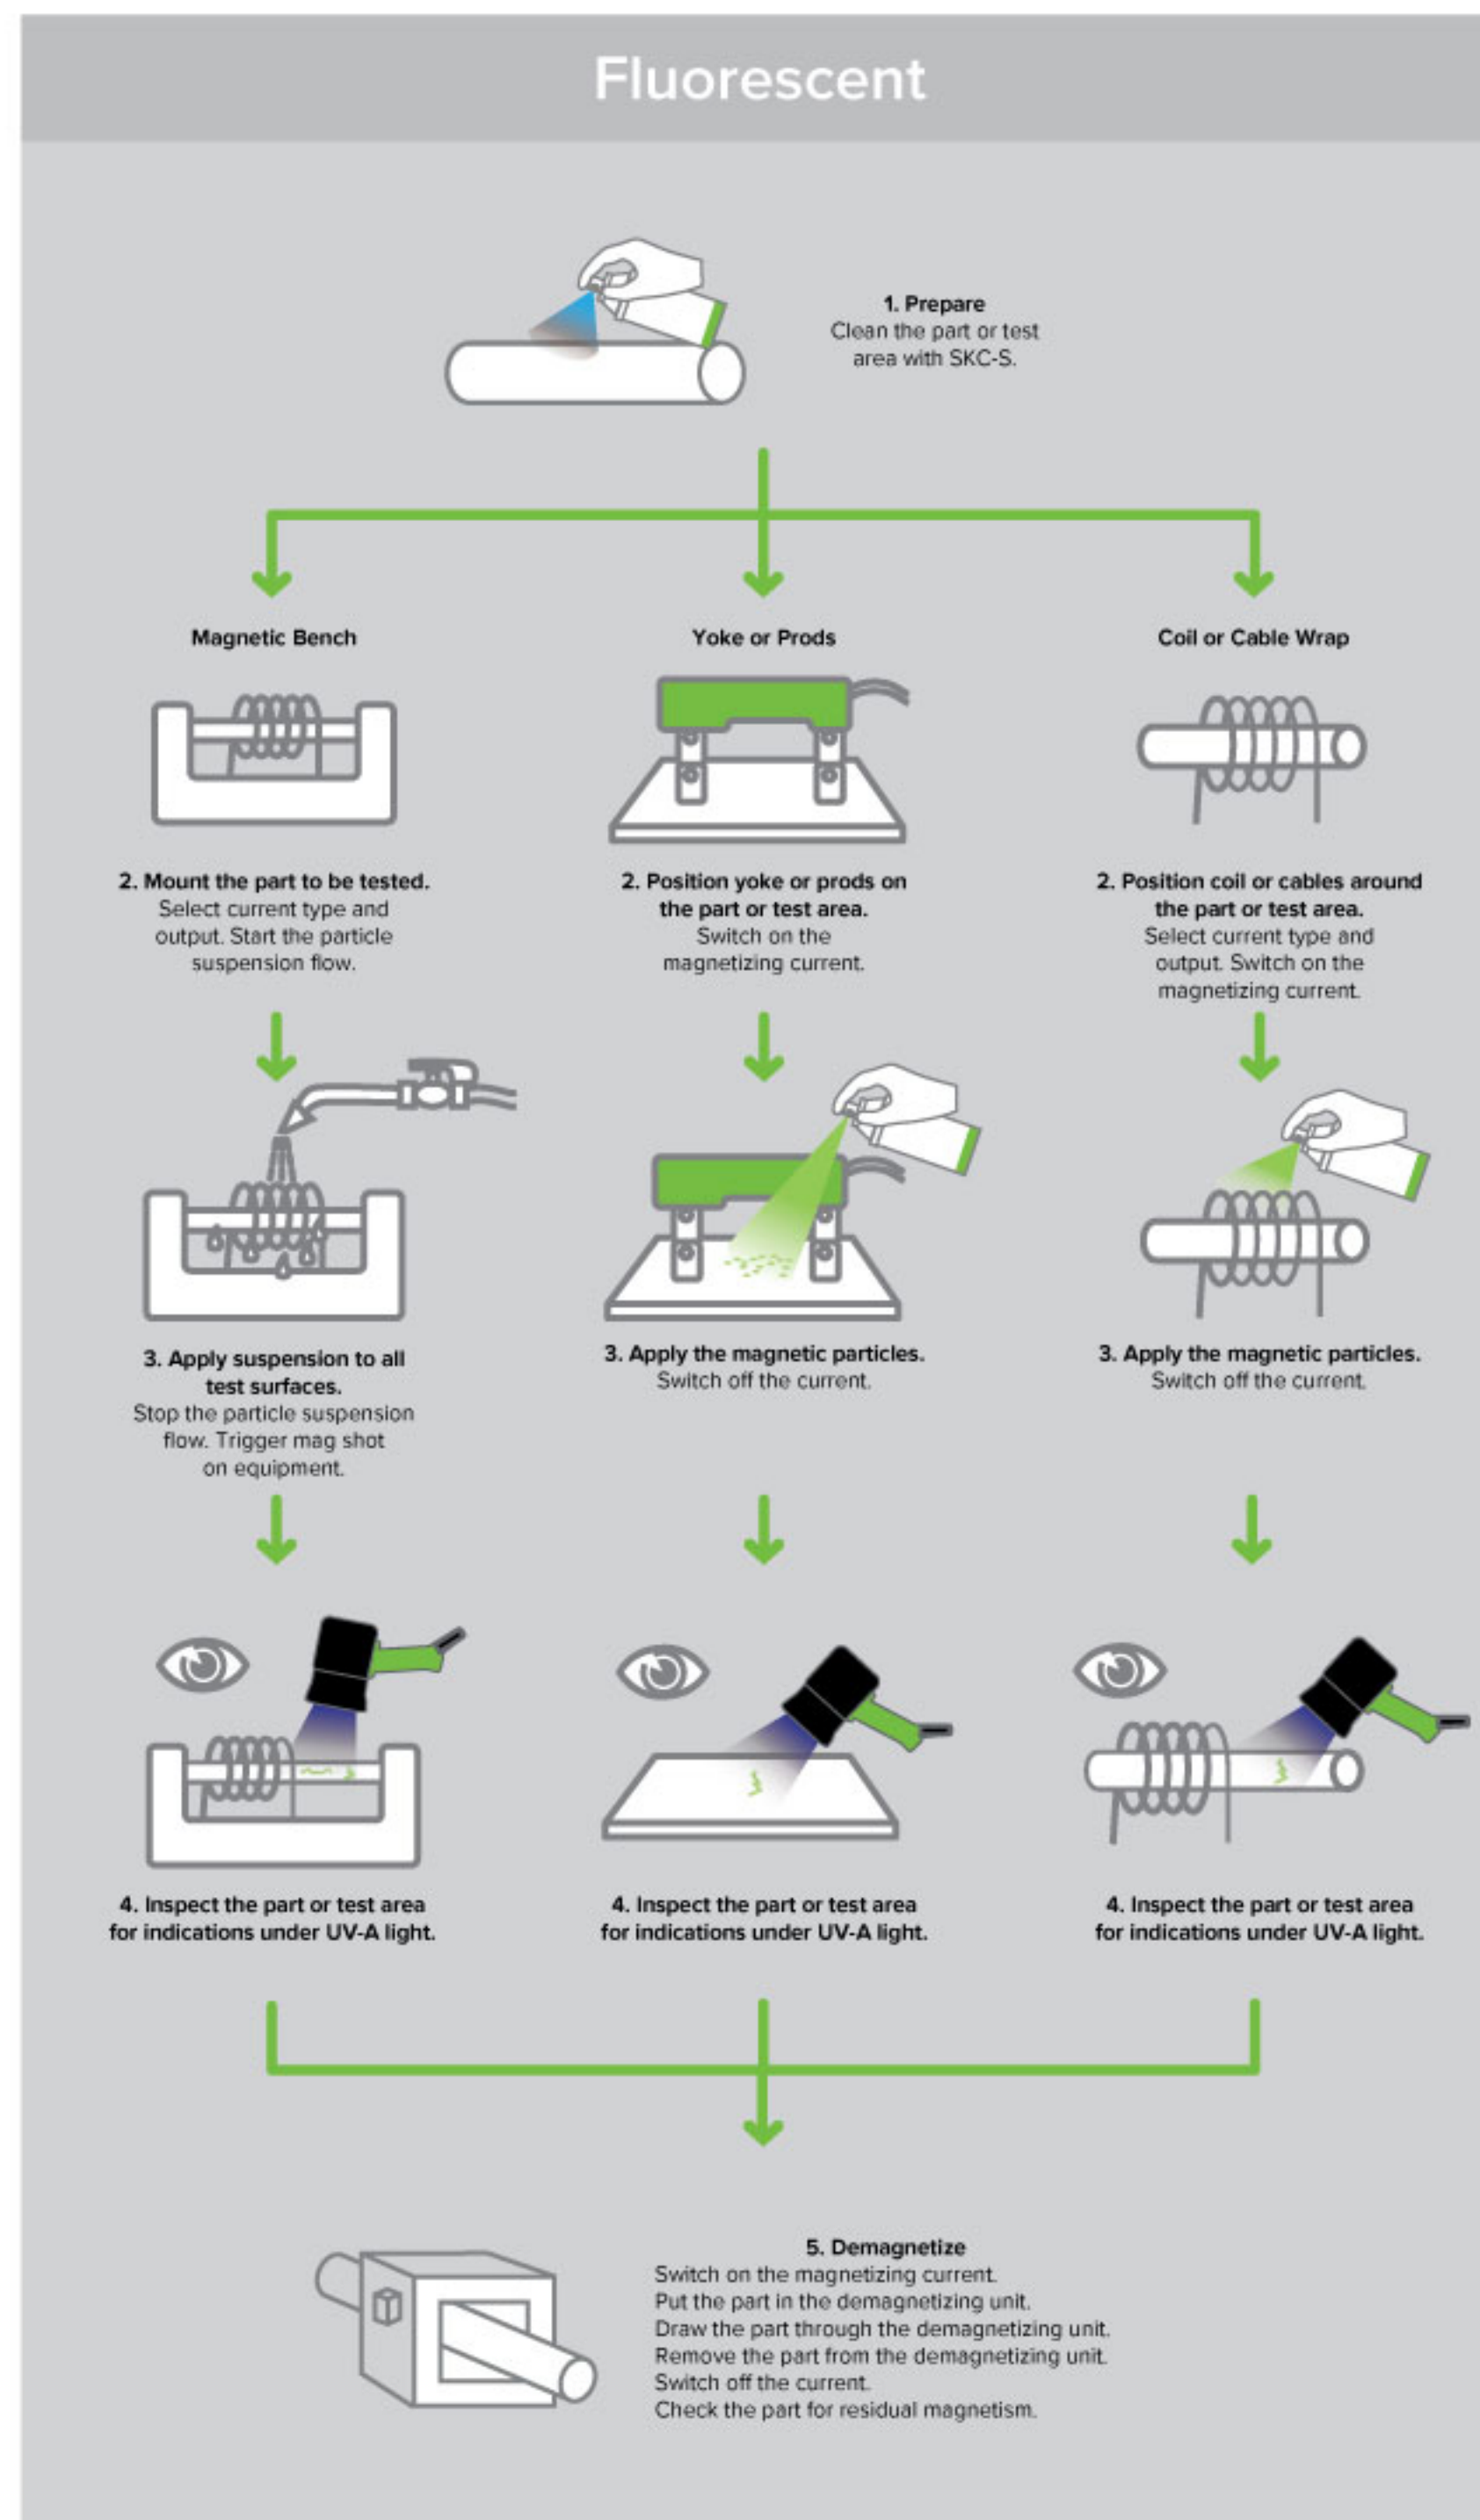 Fluorescent
1. Prepare
Clean the part or test
area with SKC-S.
Magnetic Bench
2. Mount the part to be tested.
Select current type and
output. Start the particle
suspension flow.
3. Apply suspension to all
test surfaces.
Stop the particle suspension
flow. Trigger mag shot
on equipment.
4. Inspect the part or test area
for indications under UV-A light.
Yoke or Prods
2. Position yoke or prods on
the part or test area.
Switch on the
magnetizing current.
3. Apply the magnetic particles.
Switch off the current.
4. Inspect the part or test area
for indications under UV-A light.
Coil or Cable Wrap
2. Position coil or cables around
the part or test area.
Select current type and
output. Switch on the
magnetizing current.
3. Apply the magnetic particles.
Switch off the current.
4. Inspect the part or test area
for indications under UV-A light.
5. Demagnetize
Switch on the magnetizing current.
Put the part in the demagnetizing unit.
Draw the part through the demagnetizing unit.
Remove the part from the demagnetizing unit.
Switch off the current.
Check the part for residual magnetism.